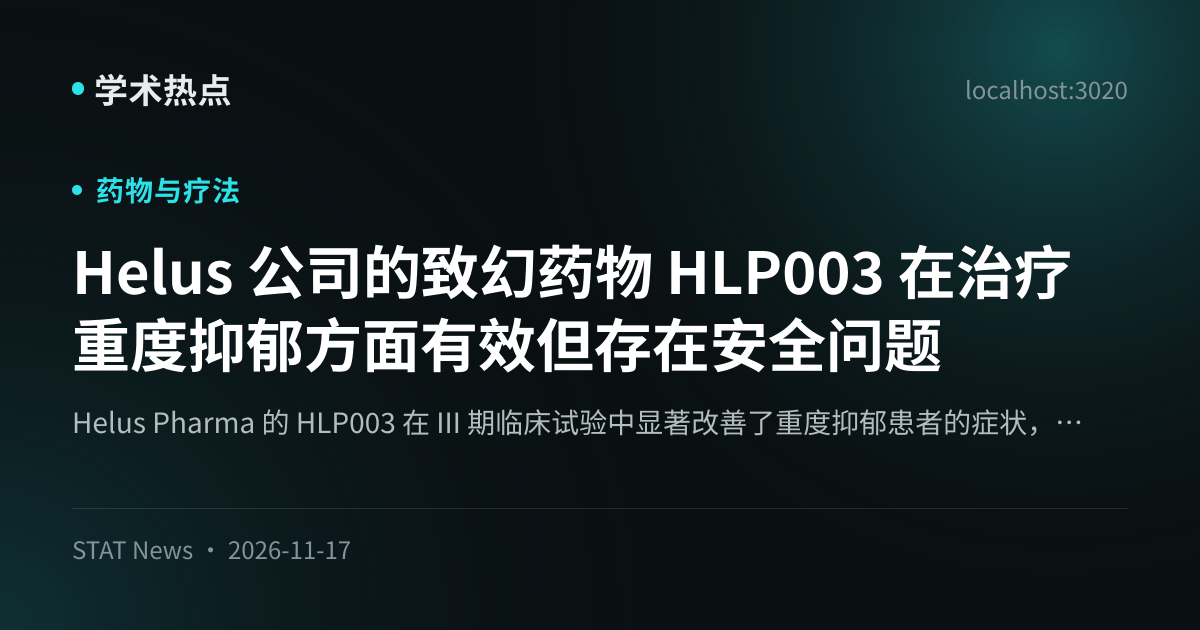 学术热点
localhost:3020
药物与疗法
Helus 公司的致幻药物 HLP003 在治疗
重度抑郁方面有效但存在安全问题
Helus Pharma 的 HLP003 在 III 期临床试验中显著改善了重度抑郁患者的症状，…
STAT News · 2026-11-17